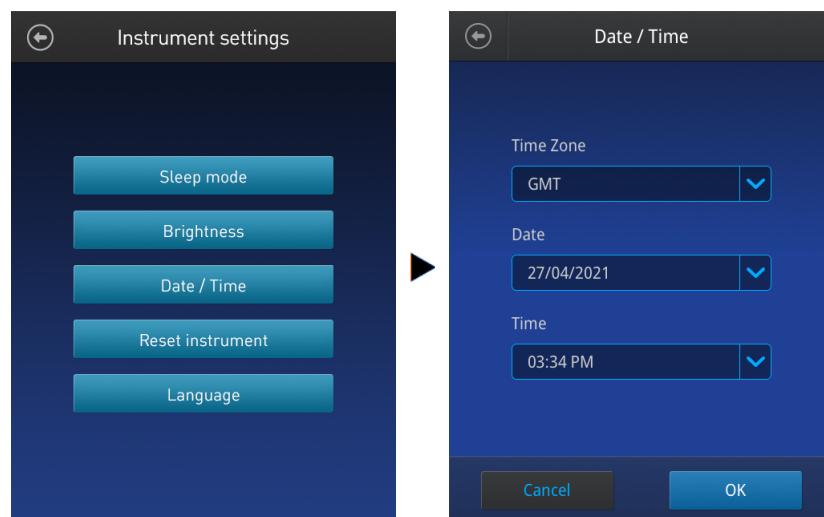 Instrument settings
Sleep mode
Brightness
Date / Time
Reset instrument
Language
Date / Time
Time Zone
GMT
Date
27/04/2021
Time
03:34 PM
Cancel
OK